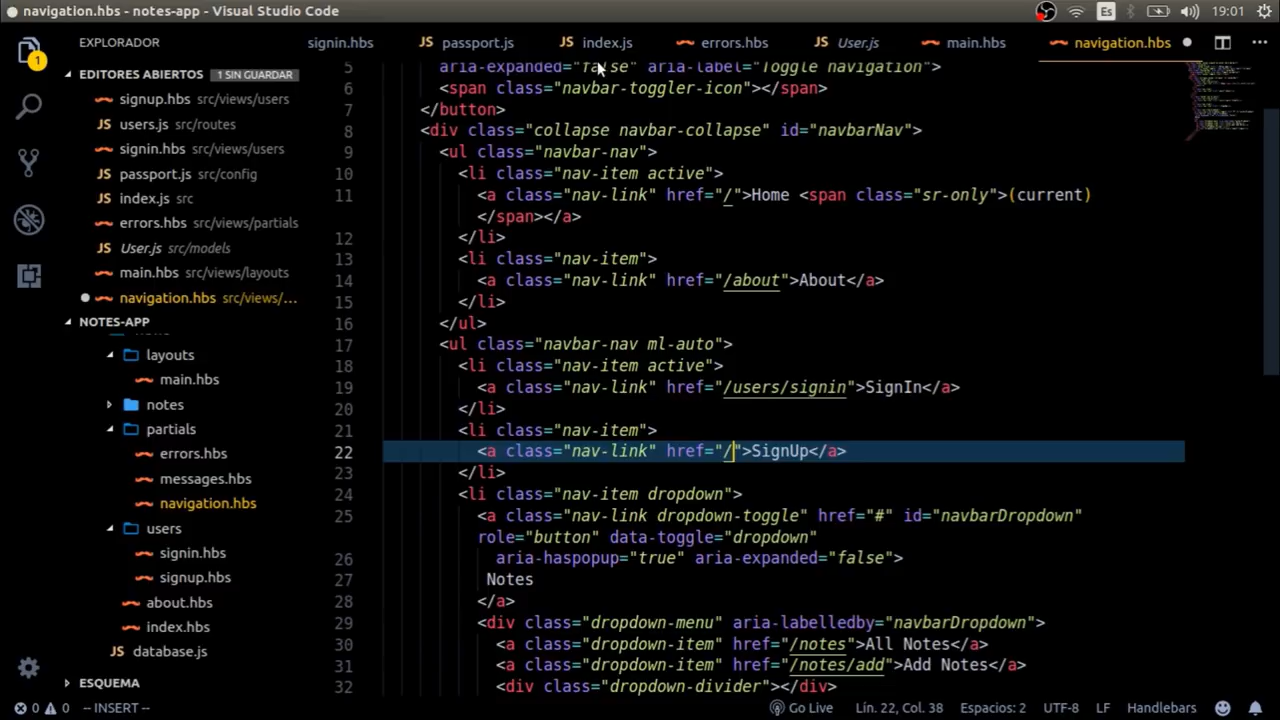 navigation.hbs - notes-app - Visual Studio Code
Es
19:01
EXPLORADOR
signin.hbs
JS passport.js
JS index.js
errors.hbs
JS User.js
main.hbs
navigation.hbs
1
EDITORES ABIERTOS 1 SIN GUARDAR
signup.hbs src/views/users
JS users.js src/routes
signin.hbs src/views/users
JS passport.js src/config
JS index.js src
errors.hbs src/views/partials
JS User.js src/models
main.hbs src/views/layouts
navigation.hbs src/views/...
NOTES-APP
layouts
main.hbs
notes
partials
errors.hbs
messages.hbs
navigation.hbs
users
signin.hbs
signup.hbs
about.hbs
index.hbs
JS database.js
ESQUEMA
5 aria-expanded="false" aria-label="Toggle navigation">
6 <span class="navbar-toggler-icon"></span>
7 </button>
8 <div class="collapse navbar-collapse" id="navbarNav">
9 <ul class="navbar-nav">
10 <li class="nav-item active">
11 <a class="nav-link" href="/">Home <span class="sr-only">(current)
</span></a>
12 </li>
13 <li class="nav-item">
14 <a class="nav-link" href="/about">About</a>
15 </li>
16 </ul>
17 <ul class="navbar-nav ml-auto">
18 <li class="nav-item active">
19 <a class="nav-link" href="/users/signin">SignIn</a>
20 </li>
21 <li class="nav-item">
22 <a class="nav-link" href="/">SignUp</a>
23 </li>
24 <li class="nav-item dropdown">
25 <a class="nav-link dropdown-toggle" href="#" id="navbarDropdown"
role="button" data-toggle="dropdown"
26 aria-haspopup="true" aria-expanded="false">
27 Notes
28 </a>
29 <div class="dropdown-menu" aria-labelledby="navbarDropdown">
30 <a class="dropdown-item" href="/notes">All Notes</a>
31 <a class="dropdown-item" href="/notes/add">Add Notes</a>
32 <div class="dropdown-divider"></div>
0 0 -- INSERT --
Go Live Lín. 22, Col. 38 Espacios: 2 UTF-8 LF Handlebars